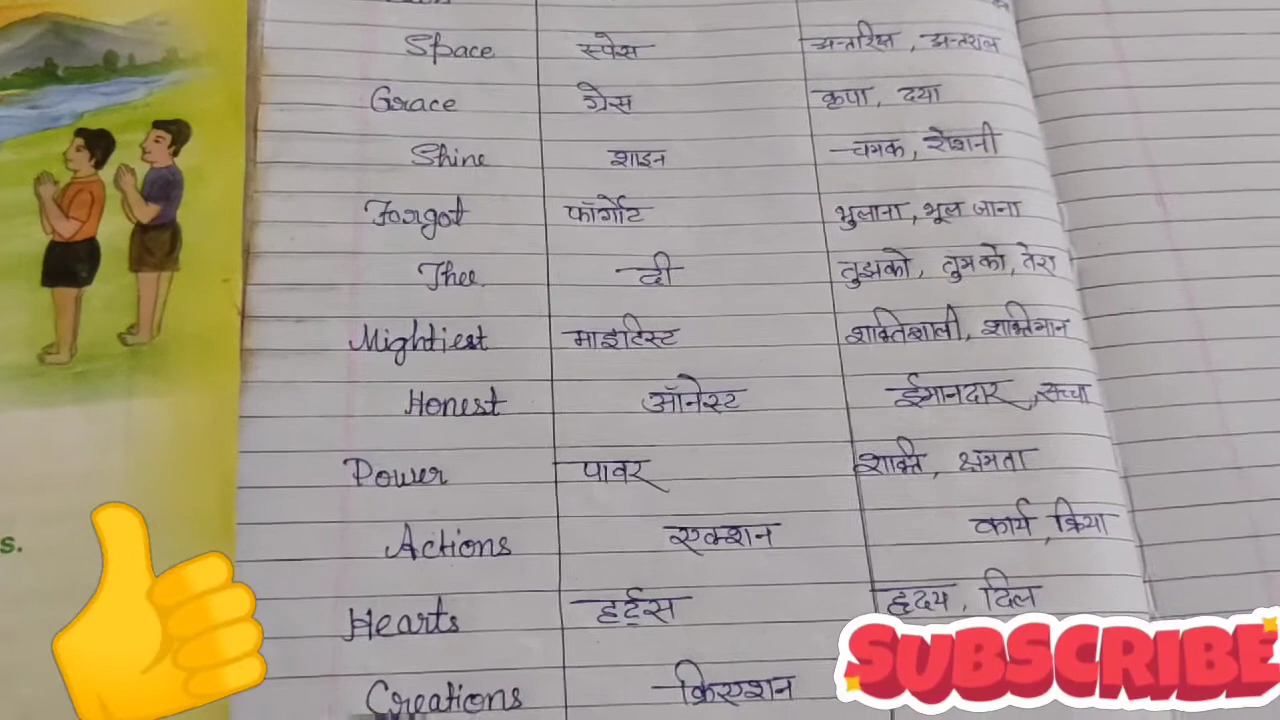 Space स्पेस अन्तरिक्ष, अन्तराल
Grace ग्रेस कृपा, दया
Shine शाइन चमक, रोशनी
Forgot फॉर्गोट भुलाना, भूल जाना
Thee दी तुझको, तुमको, तेरा
Mightiest माइटिस्ट शक्तिशाली, शक्तिमान
Honest ऑनेस्ट ईमानदार, सच्चा
Power पावर शक्ति, क्षमता
Actions एक्शन कार्य, क्रिया
s.
Hearts हर्ट्स हृदय, दिल
Creations क्रिएशन
SUBSCRIBE